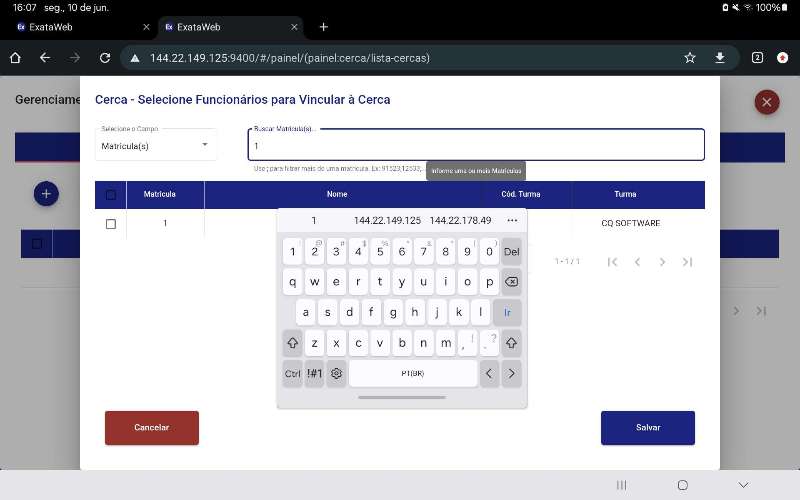 16:07 seg., 10 de jun. 100%
ExataWeb ExataWeb
144.22.149.125:9400/#/painel/(painel:cerca/lista-cercas) 2
Gerenciame
Cerca - Selecione Funcionários para Vincular à Cerca
Selecione o Campo Buscar Matrícula(s)...
Matrícula(s) 1
Use ; para filtrar mais de uma matrícula. Ex: 91523;12533;...
Informe uma ou mais Matrículas
Matrícula Nome Cód. Turma Turma
1 CQ SOFTWARE
1 - 1 / 1
1 144.22.149.125 144.22.178.49 ...
1 2 3 4 5 6 7 8 9 0 Del
q w e r t y u i o p
a s d f g h j k l Ir
z x c v b n m , ! . ?
Ctrl !#1 PT(BR)
Cancelar Salvar